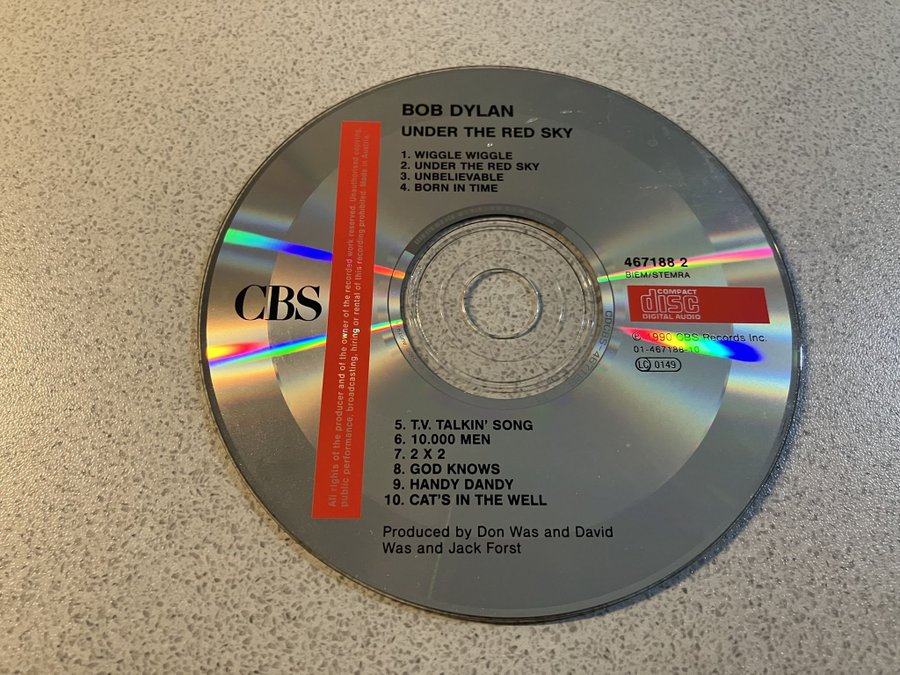 BOB DYLAN
UNDER THE RED SKY
1. WIGGLE WIGGLE
2. UNDER THE RED SKY
3. UNBELIEVABLE
4. BORN IN TIME
CBS
All rights of the producer and of the owner of the recorded work reserved. Unauthorised copying,
public performance, broadcasting, hiring or rental of this recording prohibited. Made in Austria.
467188 2
BIEM/STEMRA
COMPACT
disc
DIGITAL AUDIO
© 1990 CBS Records Inc.
01-467188-10
LC 0149
5. T.V. TALKIN' SONG
6. 10.000 MEN
7. 2 X 2
8. GOD KNOWS
9. HANDY DANDY
10. CAT'S IN THE WELL
Produced by Don Was and David
Was and Jack Forst